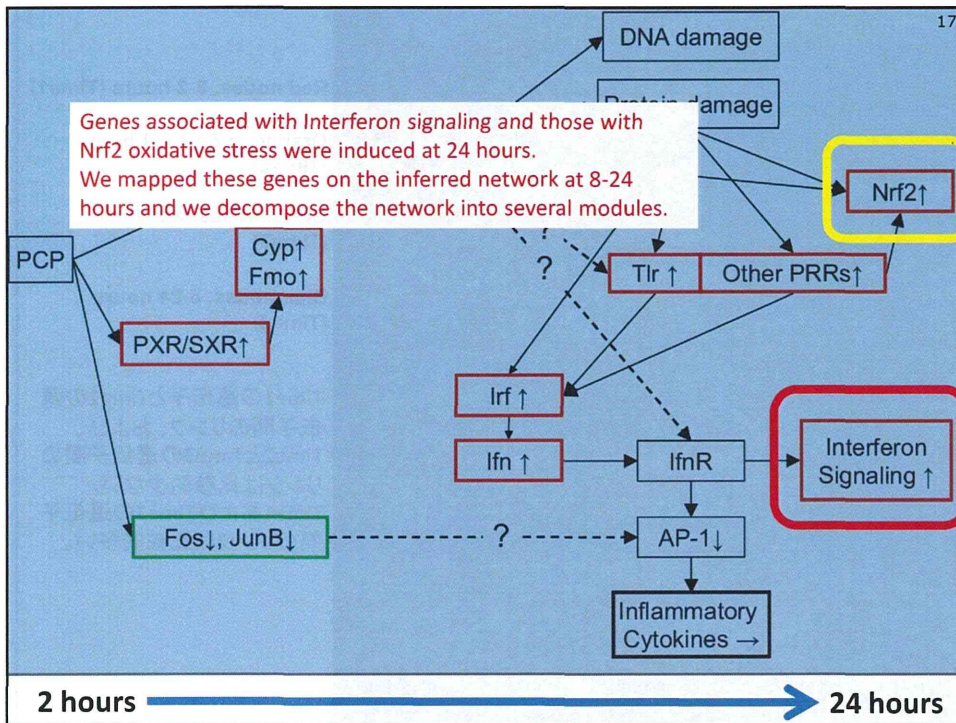 17
DNA damage
Protein damage
Genes associated with Interferon signaling and those with
Nrf2 oxidative stress were induced at 24 hours.
We mapped these genes on the inferred network at 8-24
hours and we decompose the network into several modules.
Nrf2↑
?
PCP
Cyp↑
Fmo↑
?
Tlr ↑
Other PRRs↑
PXR/SXR↑
Irf ↑
Ifn ↑
IfnR
Interferon
Signaling ↑
Fos↓, JunB↓
?
AP-1↓
Inflammatory
Cytokines →
2 hours
24 hours